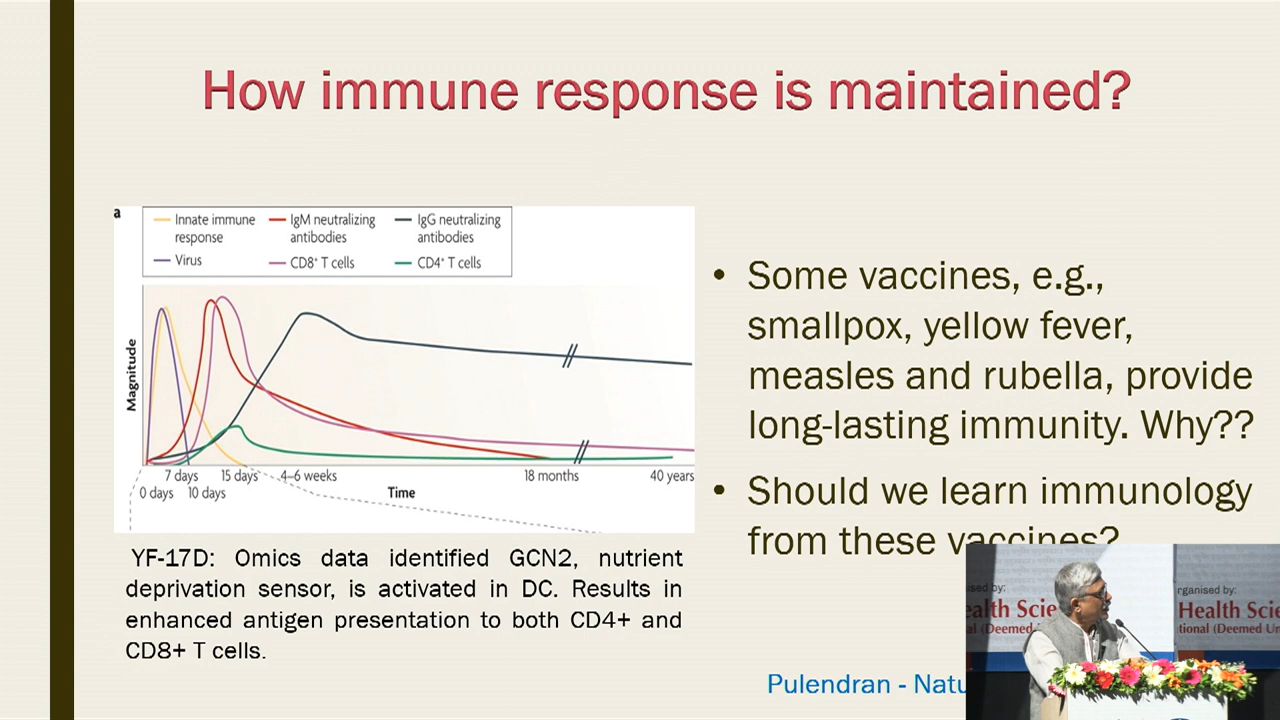 How immune response is maintained?
a
Innate immune response
IgM neutralizing antibodies
IgG neutralizing antibodies
Virus
CD8⁺ T cells
CD4⁺ T cells
Magnitude
7 days
15 days
4–6 weeks
18 months
40 years
0 days
10 days
Time
YF-17D: Omics data identified GCN2, nutrient
deprivation sensor, is activated in DC. Results in
enhanced antigen presentation to both CD4+ and
CD8+ T cells.
• Some vaccines, e.g.,
smallpox, yellow fever,
measles and rubella, provide
long-lasting immunity. Why??
• Should we learn immunology
from these vaccines?
Pulendran -
rganised by:
Health